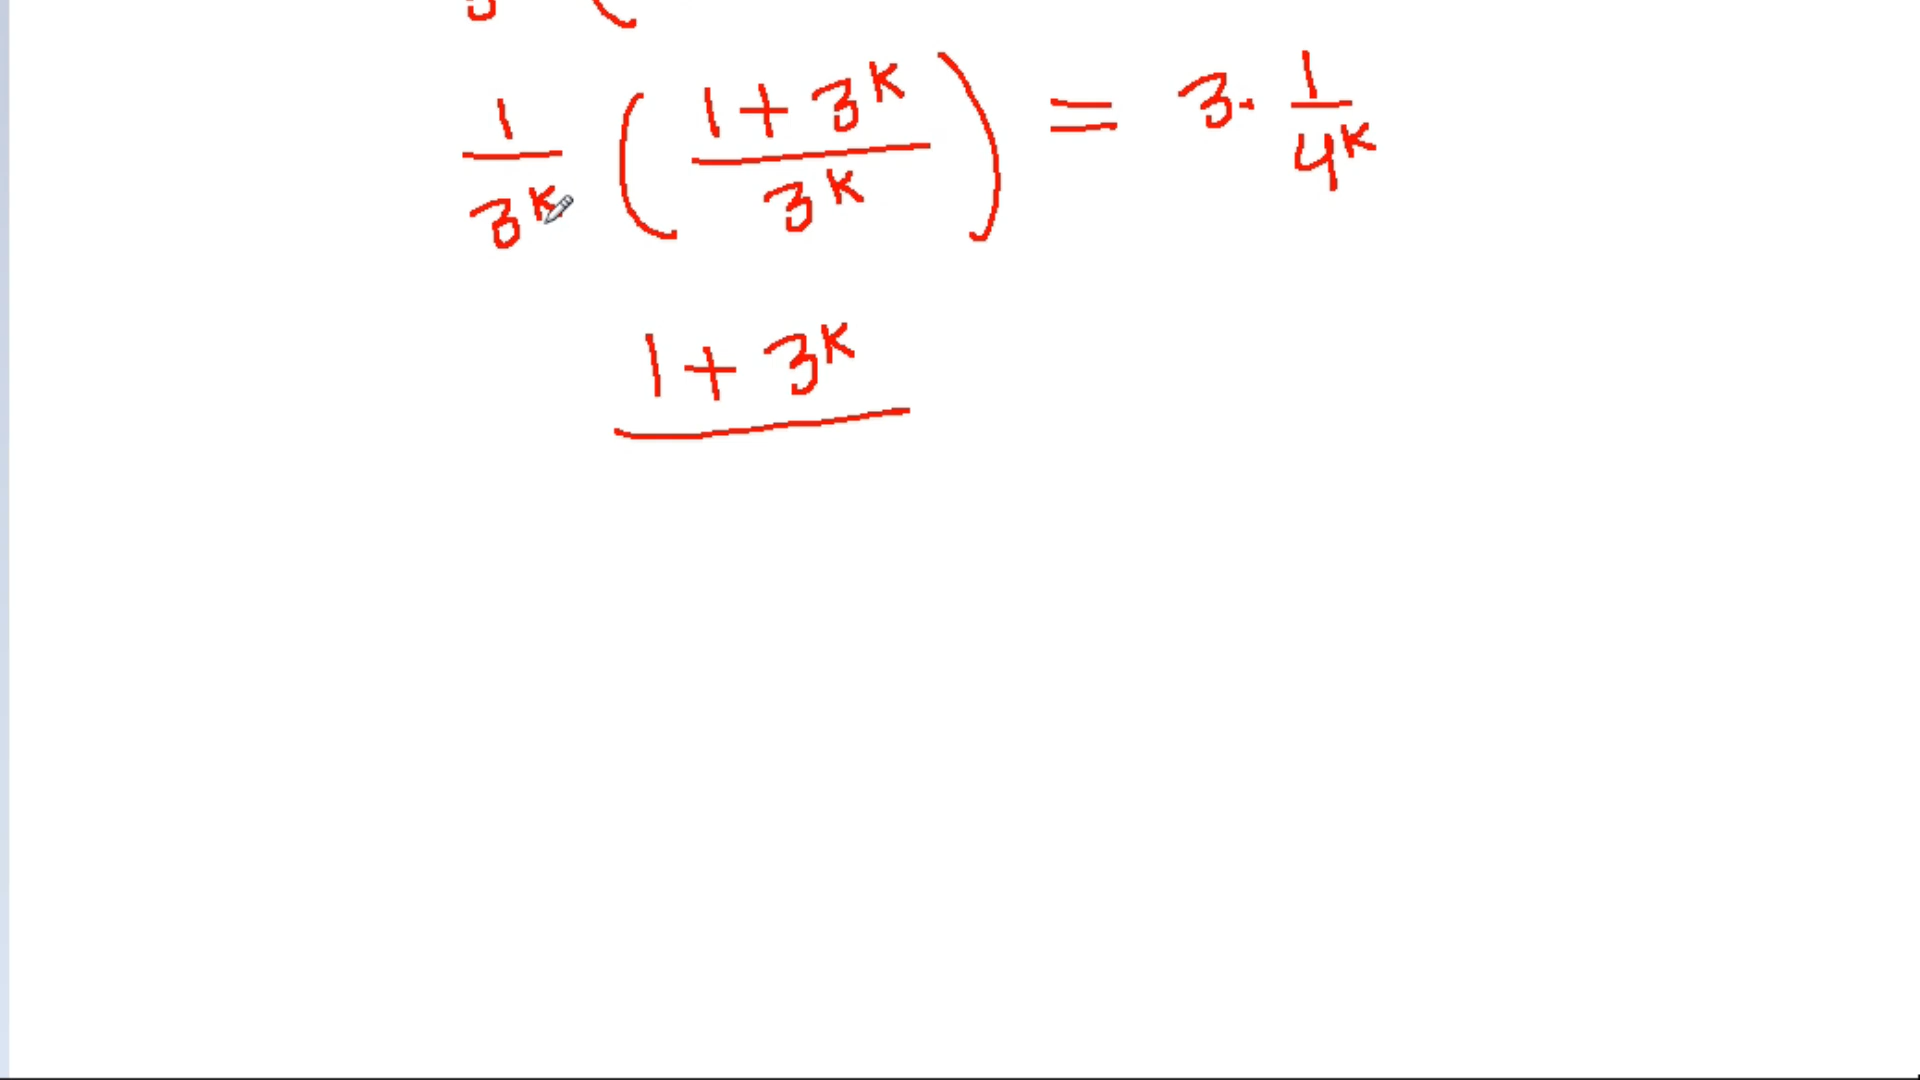 1/3^k ( (1 + 3^k)/3^k ) = 3 · 1/4^k
1 + 3^k